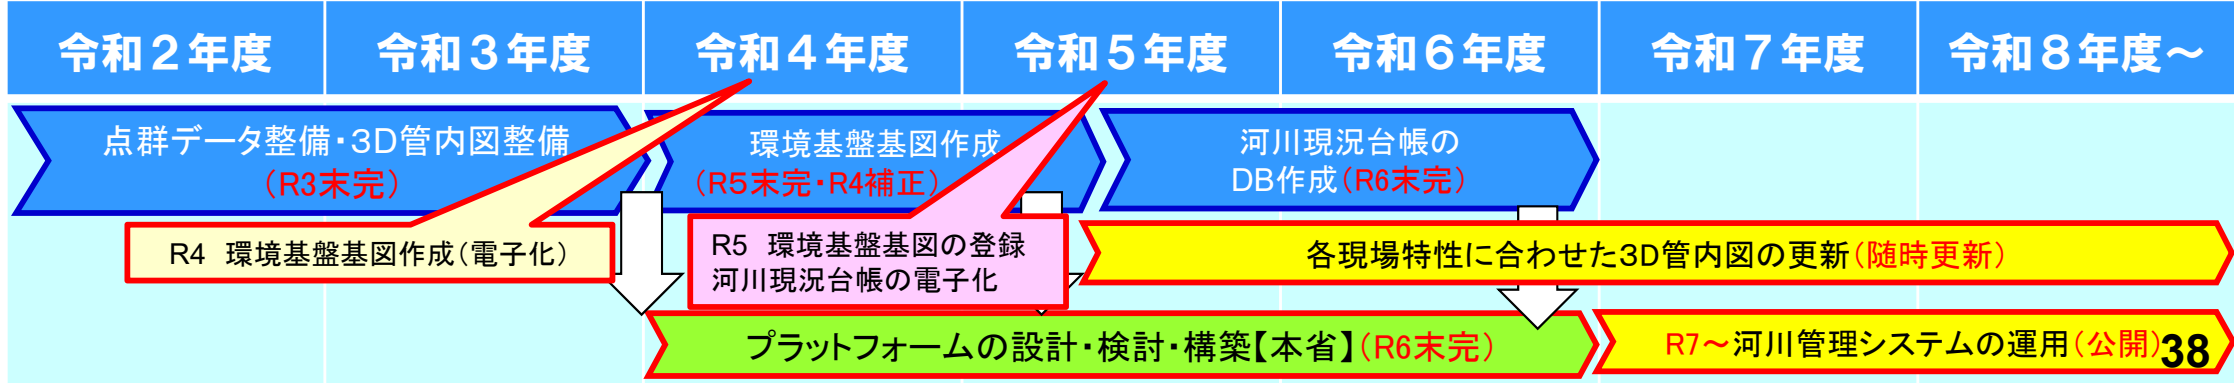 令和２年度
令和３年度
令和４年度
令和５年度
令和６年度
令和７年度
令和８年度～
点群データ整備・３D管内図整備
（R３末完）
環境基盤基図作成
（R５末完・R４補正）
河川現況台帳の
DB作成（R６末完）
R４　環境基盤基図作成（電子化）
R５　環境基盤基図の登録
河川現況台帳の電子化
各現場特性に合わせた３D管内図の更新（随時更新）
プラットフォームの設計・検討・構築【本省】（R６末完）
R７～河川管理システムの運用（公開）
38